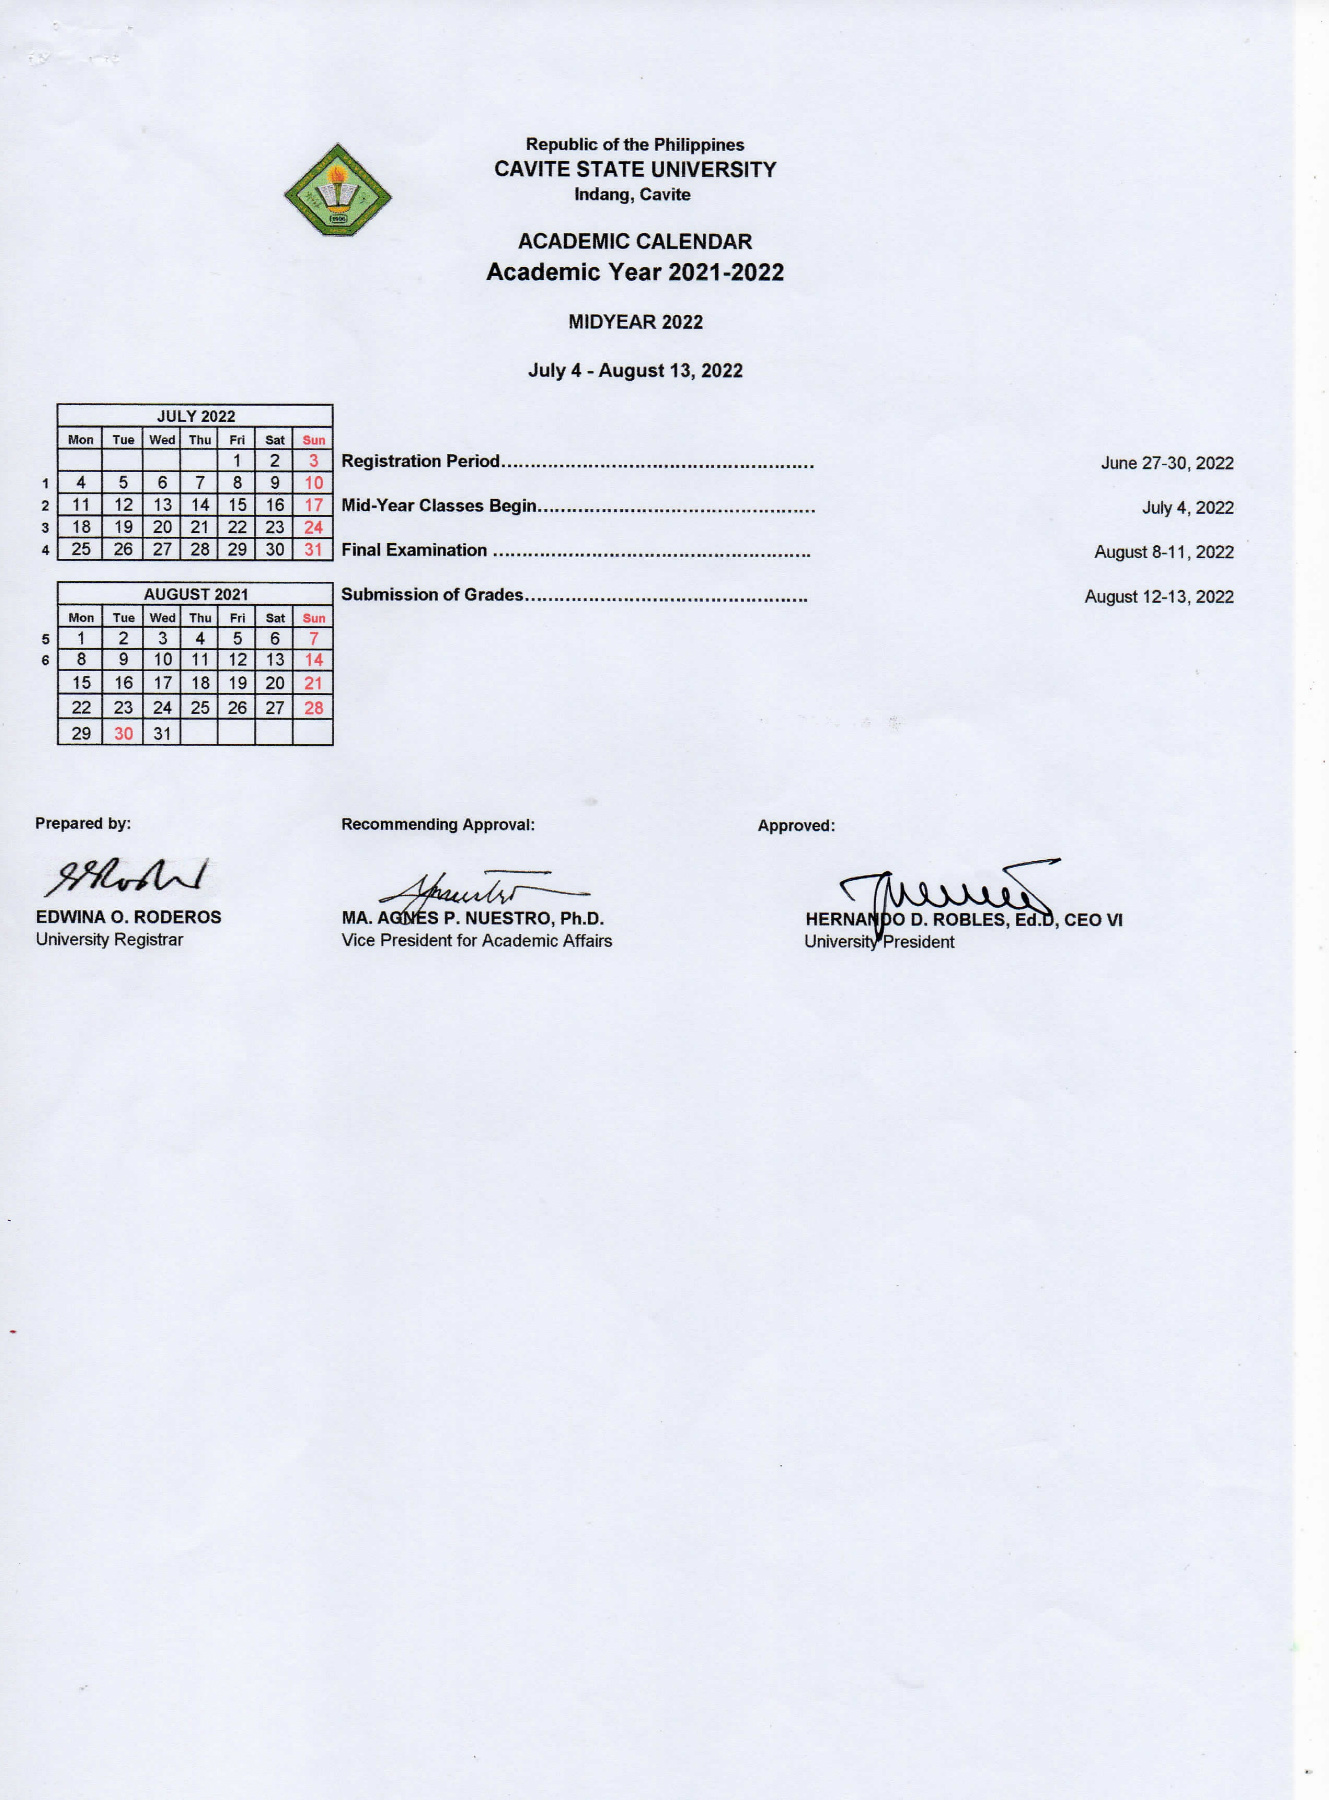 Republic of the Philippines
CAVITE STATE UNIVERSITY
Indang, Cavite
ACADEMIC CALENDAR
Academic Year 2021-2022
MIDYEAR 2022
July 4 - August 13, 2022
JULY 2022
Mon Tue Wed Thu Fri Sat Sun
1 2 3
1 4 5 6 7 8 9 10
2 11 12 13 14 15 16 17
3 18 19 20 21 22 23 24
4 25 26 27 28 29 30 31
AUGUST 2021
Mon Tue Wed Thu Fri Sat Sun
5 1 2 3 4 5 6 7
6 8 9 10 11 12 13 14
15 16 17 18 19 20 21
22 23 24 25 26 27 28
29 30 31
Registration Period.................................................... June 27-30, 2022
Mid-Year Classes Begin.............................................. July 4, 2022
Final Examination ..................................................... August 8-11, 2022
Submission of Grades............................................... August 12-13, 2022
Prepared by:
EDWINA O. RODEROS
University Registrar
Recommending Approval:
MA. AGNES P. NUESTRO, Ph.D.
Vice President for Academic Affairs
Approved:
HERNANDO D. ROBLES, Ed.D, CEO VI
University President